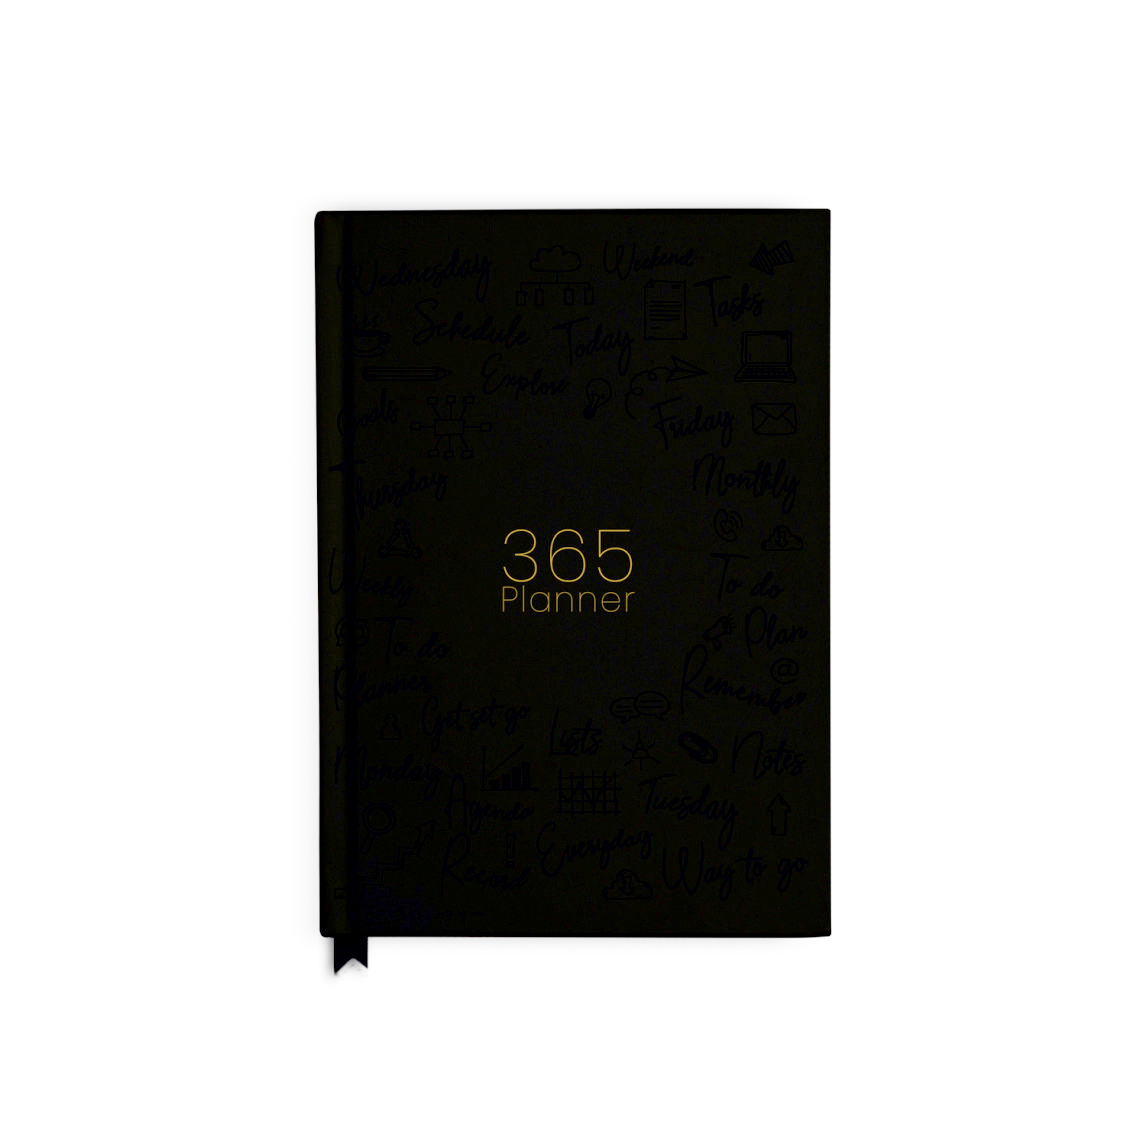 Wednesday
Weekend
Schedule
Today
Tasks
Explore
Goals
Friday
Thursday
Monthly
365
Planner
Weekly
To do
To do
Plan
Planner
Remember
Get set go
Lists
Notes
Monday
Agenda
Tuesday
Everyday
Record
Way to go